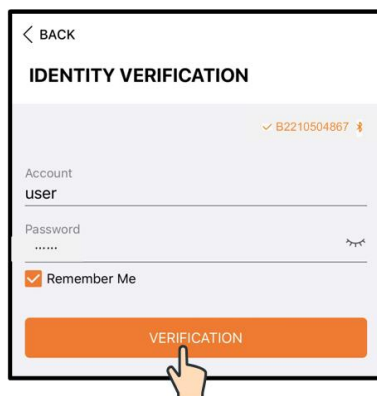 BACK
IDENTITY VERIFICATION
B2210504867
Account
user
Password
......
Remember Me
VERIFICATION